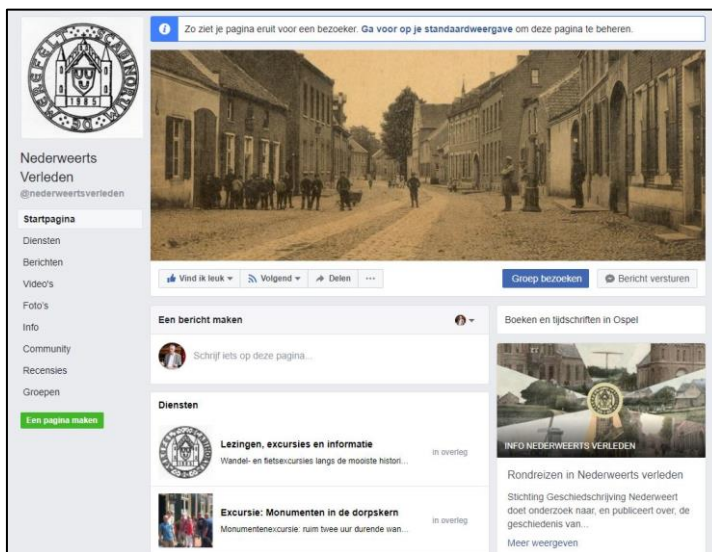 Zo ziet je pagina eruit voor een bezoeker. Ga voor op je standaardweergave om deze pagina te beheren.
1985
Nederweerts
Verleden
@nederweertsverleden
Startpagina
Diensten
Berichten
Video's
Foto's
Info
Community
Recensies
Groepen
Een pagina maken
Vind ik leuk
Volgend
Delen
Groep bezoeken
Bericht versturen
Een bericht maken
Schrijf iets op deze pagina...
Diensten
Lezingen, excursies en informatie
Wandel- en fietsexcursies langs de mooiste histori...
in overleg
Excursie: Monumenten in de dorpskern
Monumentenexcursie: ruim twee uur durende wan...
in overleg
Boeken en tijdschriften in Ospel
INFO NEDERWEERTS VERLEDEN
Rondreizen in Nederweerts verleden
Stichting Geschiedschrijving Nederweert
doet onderzoek naar, en publiceert over, de
geschiedenis van...
Meer weergeven